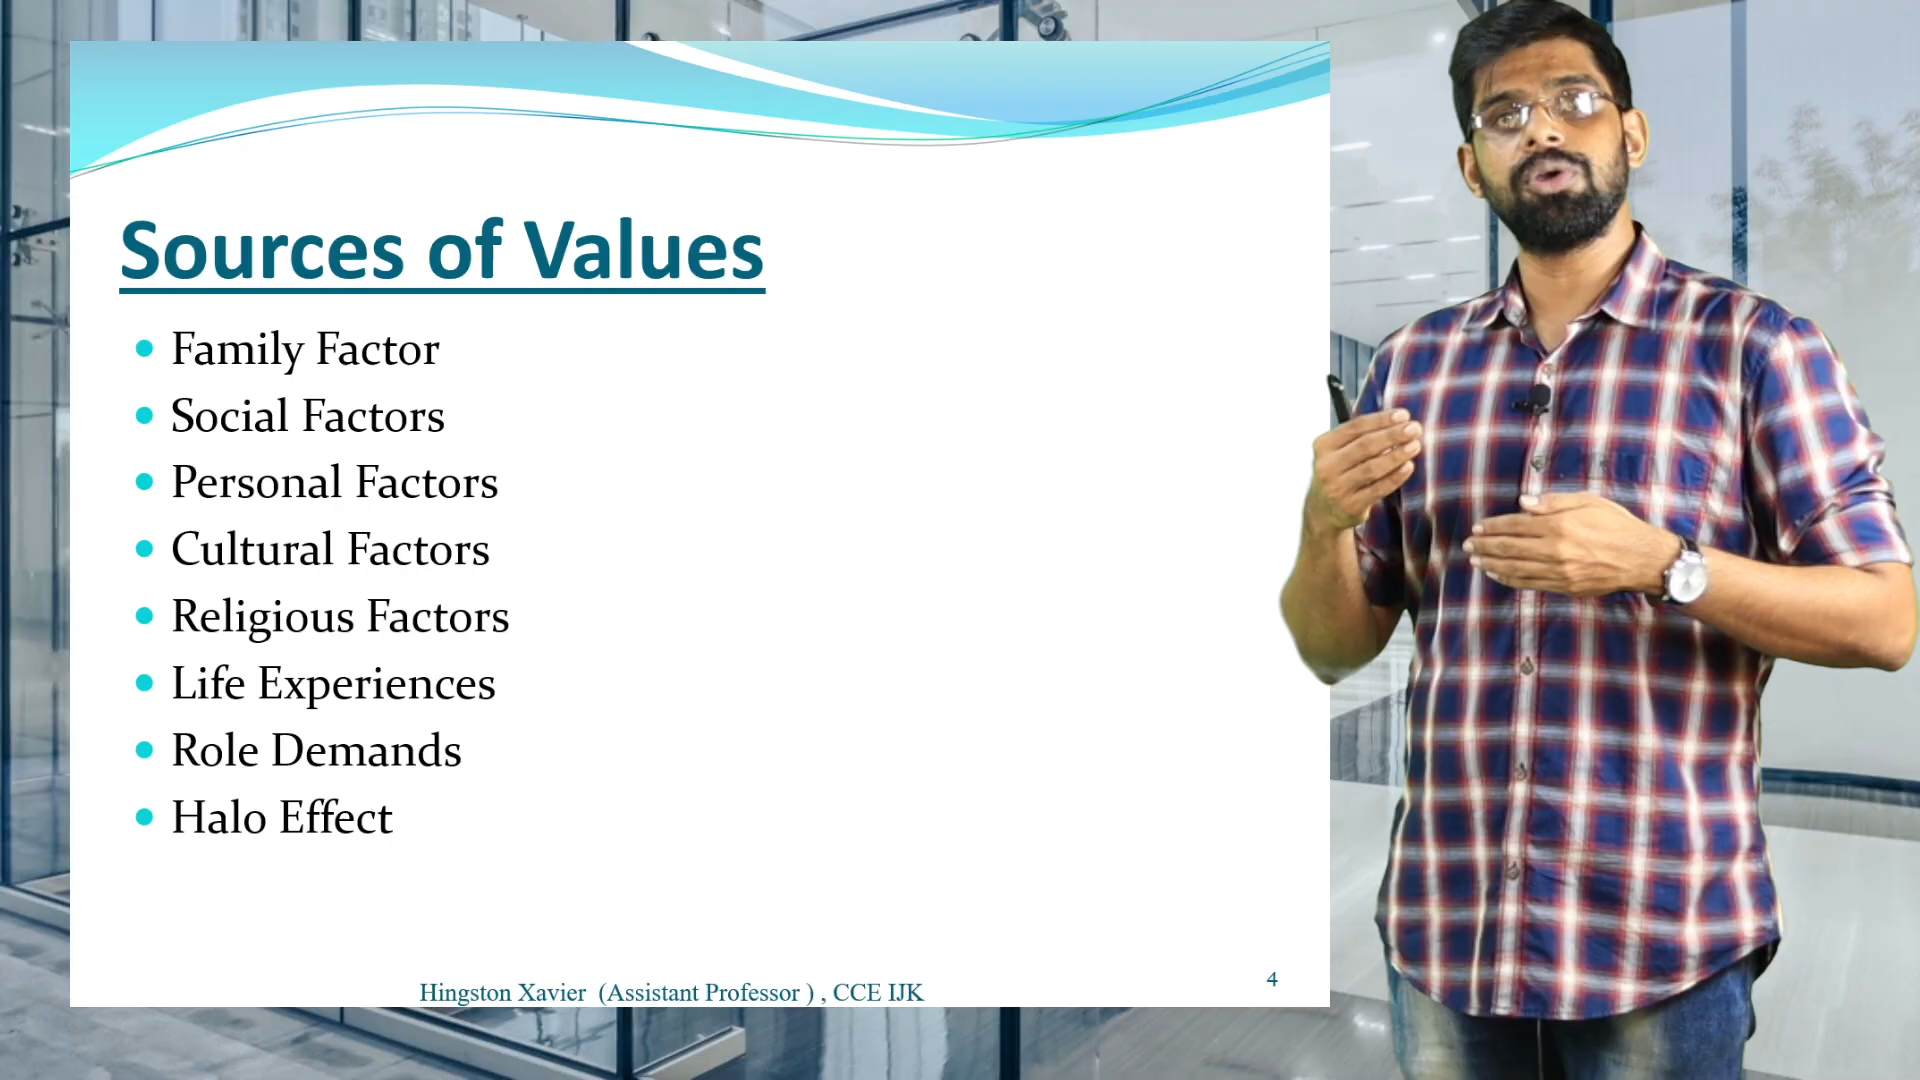 Sources of Values
Family Factor
Social Factors
Personal Factors
Cultural Factors
Religious Factors
Life Experiences
Role Demands
Halo Effect
Hingston Xavier (Assistant Professor ) , CCE IJK
4